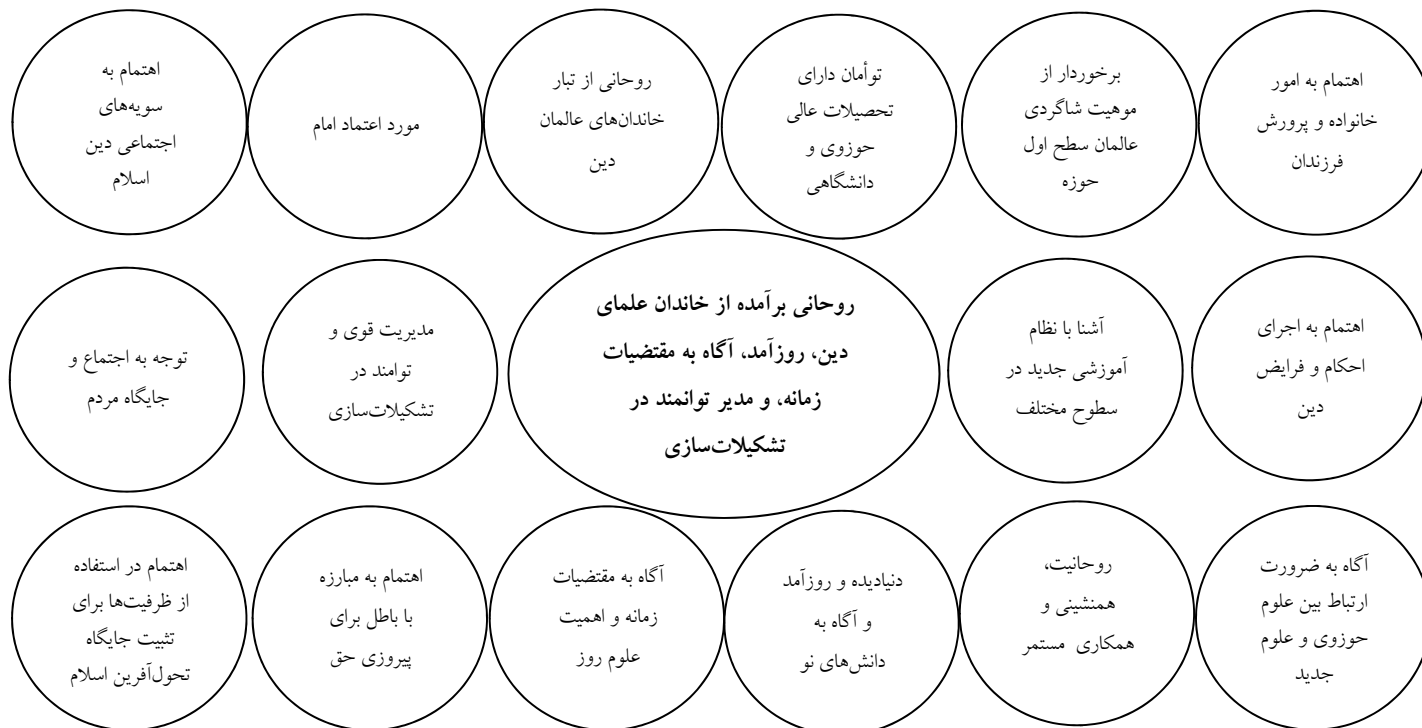 اهتمام به امور
خانواده و پرورش
فرزندان
برخوردار از
موهبت شاگردی
عالمان سطح اول
حوزه
توأمان دارای
تحصیلات عالی
حوزوی و
دانشگاهی
روحانی از تبار
خاندان‌های عالمان
دین
مورد اعتماد امام
اهتمام به
سویه‌های
اجتماعی دین
اسلام
اهتمام به اجرای
احکام و فرایض
دین
آشنا با نظام
آموزشی جدید در
سطوح مختلف
روحانی برآمده از خاندان علمای
دین، روزآمد، آگاه به مقتضیات
زمانه، و مدیر توانمند در
تشکیلات‌سازی
مدیریت قوی و
توامند در
تشکیلات‌سازی
توجه به اجتماع و
جایگاه مردم
آگاه به ضرورت
ارتباط بین علوم
حوزوی و علوم
جدید
روحانیت،
همنشینی و
همکاری مستمر
دنیادیده و روزآمد
و آگاه به
دانش‌های نو
آگاه به مقتضیات
زمانه و اهمیت
علوم روز
اهتمام به مبارزه
با باطل برای
پیروزی حق
اهتمام در استفاده
از ظرفیت‌ها برای
تثبیت جایگاه
تحول‌آفرین اسلام